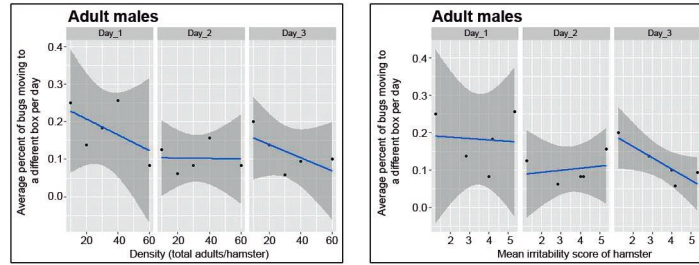 Adult males
Day_1 Day_2 Day_3
Average percent of bugs moving to
a different box per day
0.4
0.3
0.2
0.1
0.0
20 40 60 20 40 60 20 40 60
Density (total adults/hamster)
Adult males
Day_1 Day_2 Day_3
Average percent of bugs moving to
a different box per day
0.4
0.3
0.2
0.1
0.0
2 3 4 5 2 3 4 5 2 3 4 5
Mean irritability score of hamster